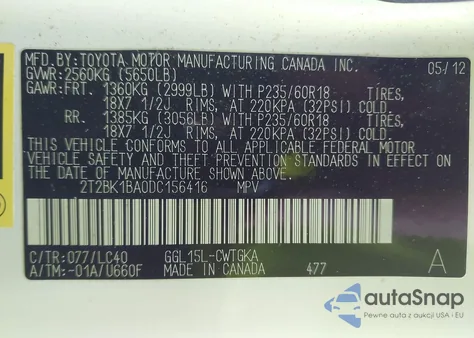 MFD.BY:TOYOTA MOTOR MANUFACTURING CANADA INC. 05/12
GVWR:2560KG (5650LB)
GAWR:FRT. 1360KG (2999LB) WITH P235/60R18 TIRES,
18X7 1/2J RIMS, AT 220KPA (32PSI) COLD.
RR. 1385KG (3056LB) WITH P235/60R18 TIRES,
18X7 1/2J RIMS, AT 220KPA (32PSI) COLD.
THIS VEHICLE CONFORMS TO ALL APPLICABLE FEDERAL MOTOR
VEHICLE SAFETY AND THEFT PREVENTION STANDARDS IN EFFECT ON
THE DATE OF MANUFACTURE SHOWN ABOVE.
2T2BK1BA0DC156416 MPV
C/TR:077/LC40 GGL15L-CWTGKA
A/TM:-01A/U660F MADE IN CANADA 477 A
autoSnap
Pewne auta z aukcji z USA i EU